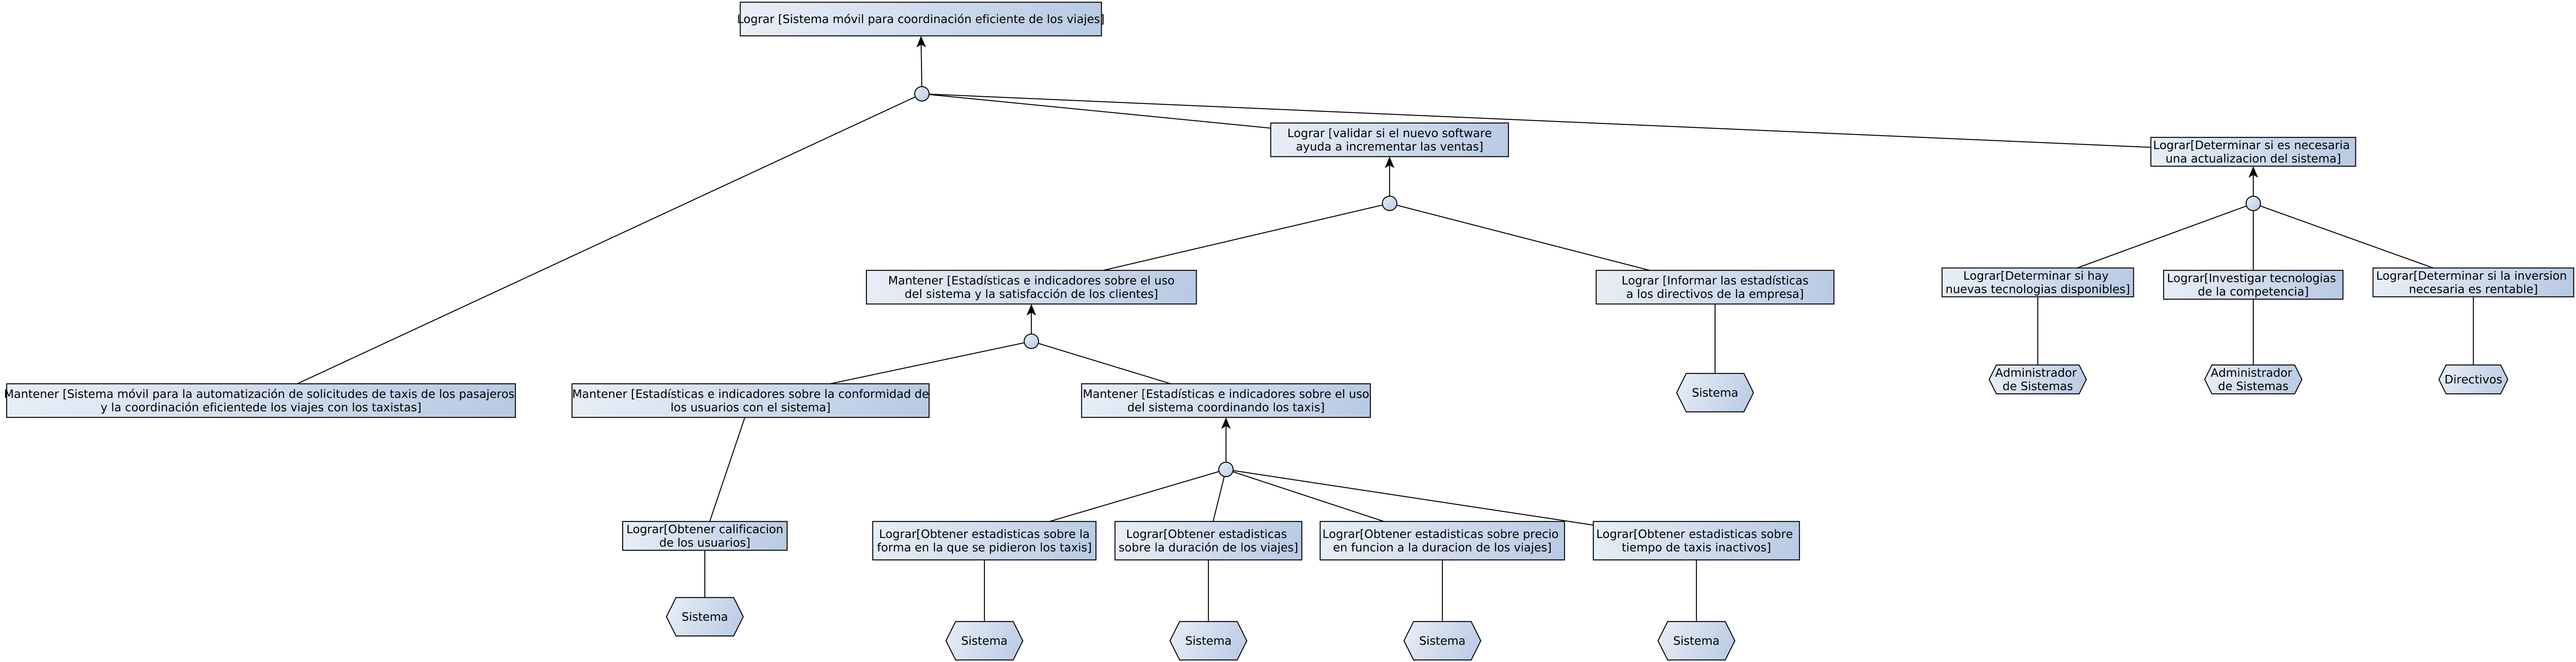 Lograr [Sistema móvil para coordinación eficiente de los viajes]
Lograr [validar si el nuevo software
ayuda a incrementar las ventas]
Lograr[Determinar si es necesaria
una actualizacion del sistema]
Mantener [Estadísticas e indicadores sobre el uso
del sistema y la satisfacción de los clientes]
Lograr [Informar las estadísticas
a los directivos de la empresa]
Lograr[Determinar si hay
nuevas tecnologias disponibles]
Lograr[Investigar tecnologias
de la competencia]
Lograr[Determinar si la inversion
necesaria es rentable]
Mantener [Sistema móvil para la automatización de solicitudes de taxis de los pasajeros
y la coordinación eficientede los viajes con los taxistas]
Mantener [Estadísticas e indicadores sobre la conformidad de
los usuarios con el sistema]
Mantener [Estadísticas e indicadores sobre el uso
del sistema coordinando los taxis]
Sistema
Administrador
de Sistemas
Administrador
de Sistemas
Directivos
Lograr[Obtener calificacion
de los usuarios]
Lograr[Obtener estadisticas sobre la
forma en la que se pidieron los taxis]
Lograr[Obtener estadisticas
sobre la duración de los viajes]
Lograr[Obtener estadisticas sobre precio
en funcion a la duracion de los viajes]
Lograr[Obtener estadisticas sobre
tiempo de taxis inactivos]
Sistema
Sistema
Sistema
Sistema
Sistema